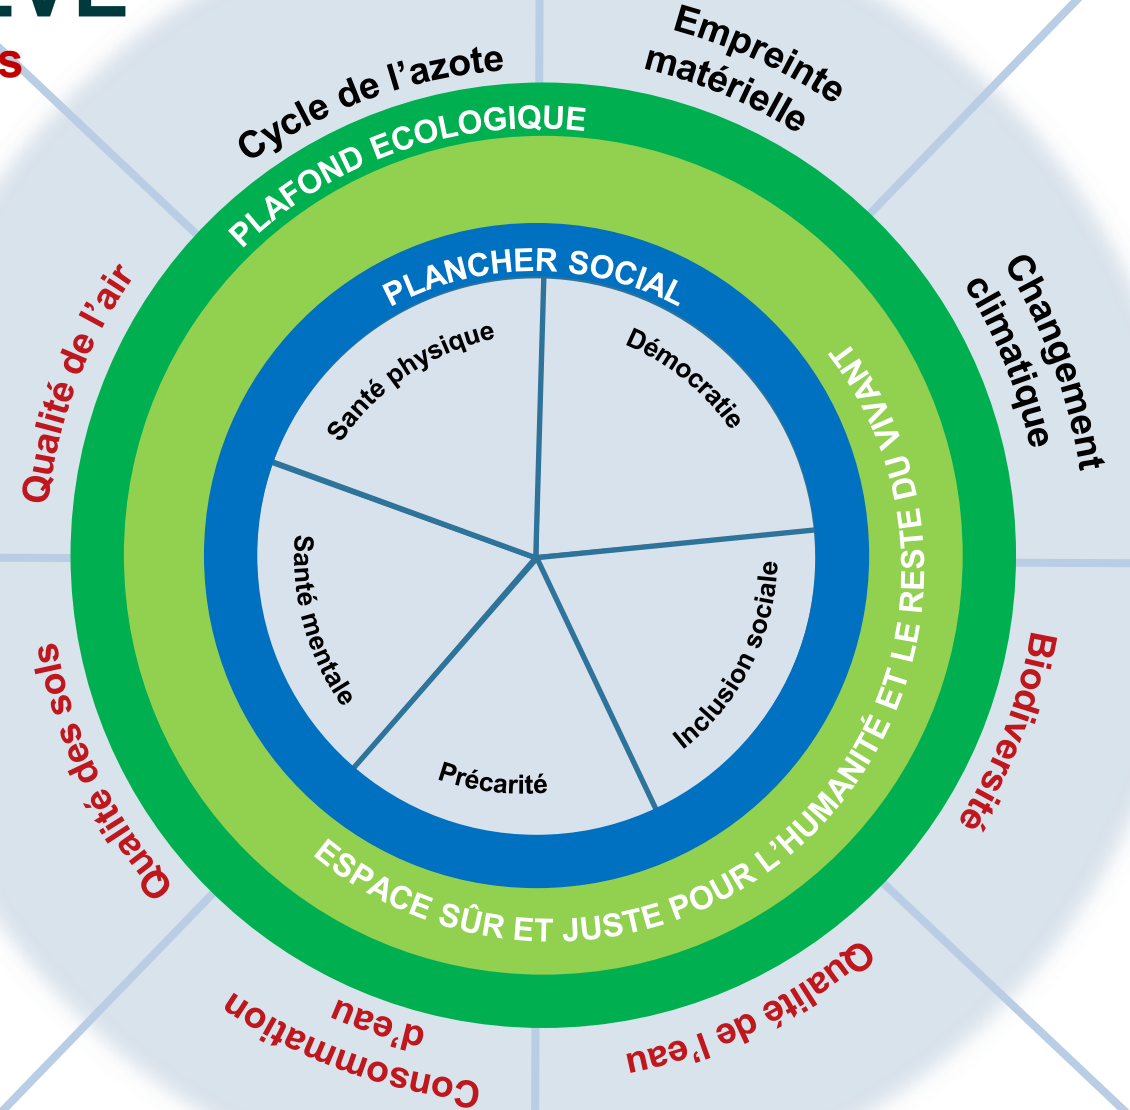 Cycle de l’azote
Empreinte
matérielle
Changement
climatique
Biodiversité
Qualité de l’eau
Consommation
d’eau
Qualité des sols
Qualité de l’air
PLAFOND ECOLOGIQUE
ESPACE SÛR ET JUSTE POUR L’HUMANITÉ ET LE RESTE DU VIVANT
PLANCHER SOCIAL
Santé physique
Démocratie
Inclusion sociale
Précarité
Santé mentale